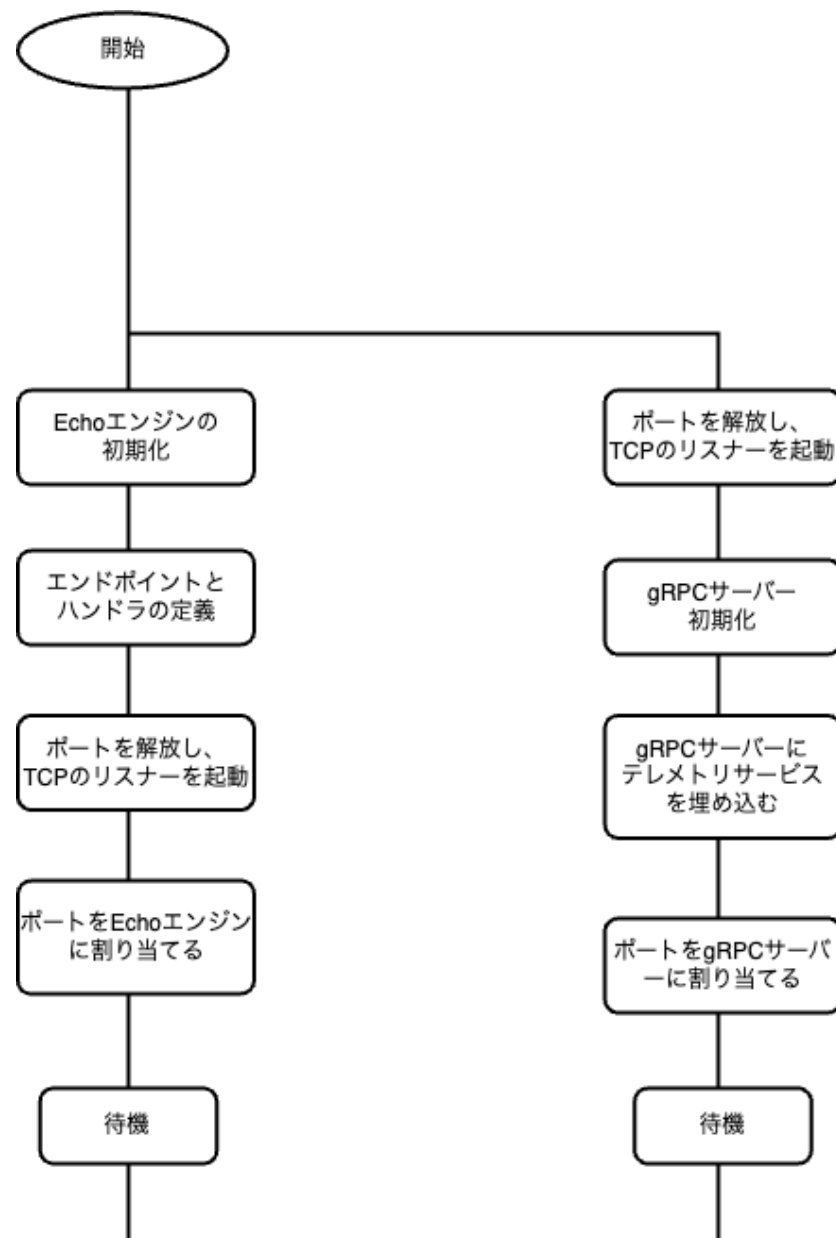 開始
Echoエンジンの
初期化
エンドポイントと
ハンドラの定義
ポートを解放し、
TCPのリスナーを起動
ポートをEchoエンジン
に割り当てる
待機
ポートを解放し、
TCPのリスナーを起動
gRPCサーバー
初期化
gRPCサーバーに
テレメトリサービス
を埋め込む
ポートをgRPCサーバ
ーに割り当てる
待機